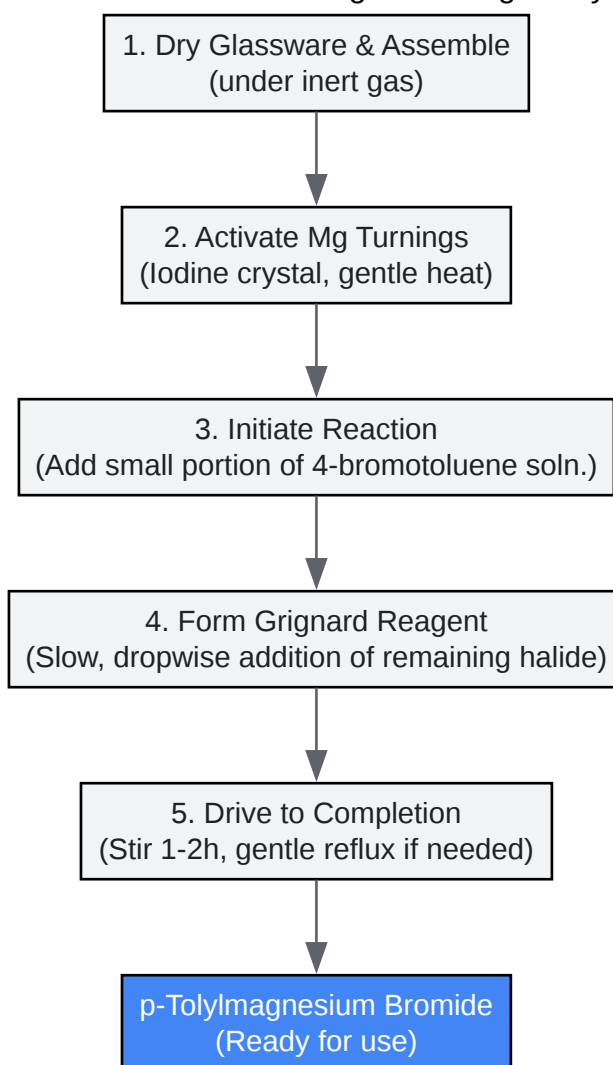 1. Dry Glassware & Assemble
(under inert gas)
2. Activate Mg Turnings
(Iodine crystal, gentle heat)
3. Initiate Reaction
(Add small portion of 4-bromotoluene soln.)
4. Form Grignard Reagent
(Slow, dropwise addition of remaining halide)
5. Drive to Completion
(Stir 1-2h, gentle reflux if needed)
p-Tolylmagnesium Bromide
(Ready for use)